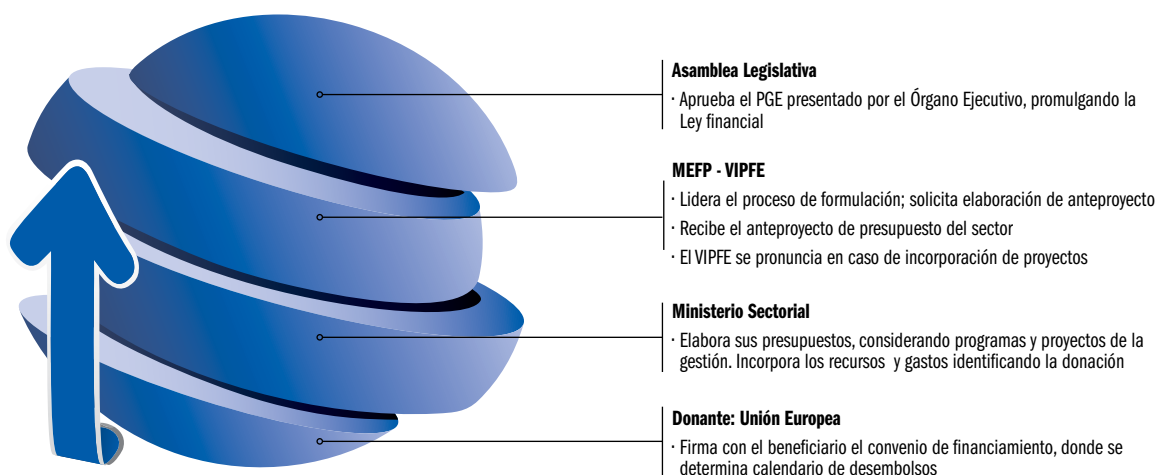 Asamblea Legislativa
· Aprueba el PGE presentado por el Órgano Ejecutivo, promulgando la
Ley financial
MEFP - VIPFE
· Lidera el proceso de formulación; solicita elaboración de anteproyecto
· Recibe el anteproyecto de presupuesto del sector
· El VIPFE se pronuncia en caso de incorporación de proyectos
Ministerio Sectorial
· Elabora sus presupuestos, considerando programas y proyectos de la
gestión. Incorpora los recursos y gastos identificando la donación
Donante: Unión Europea
· Firma con el beneficiario el convenio de financiamiento, donde se
determina calendario de desembolsos